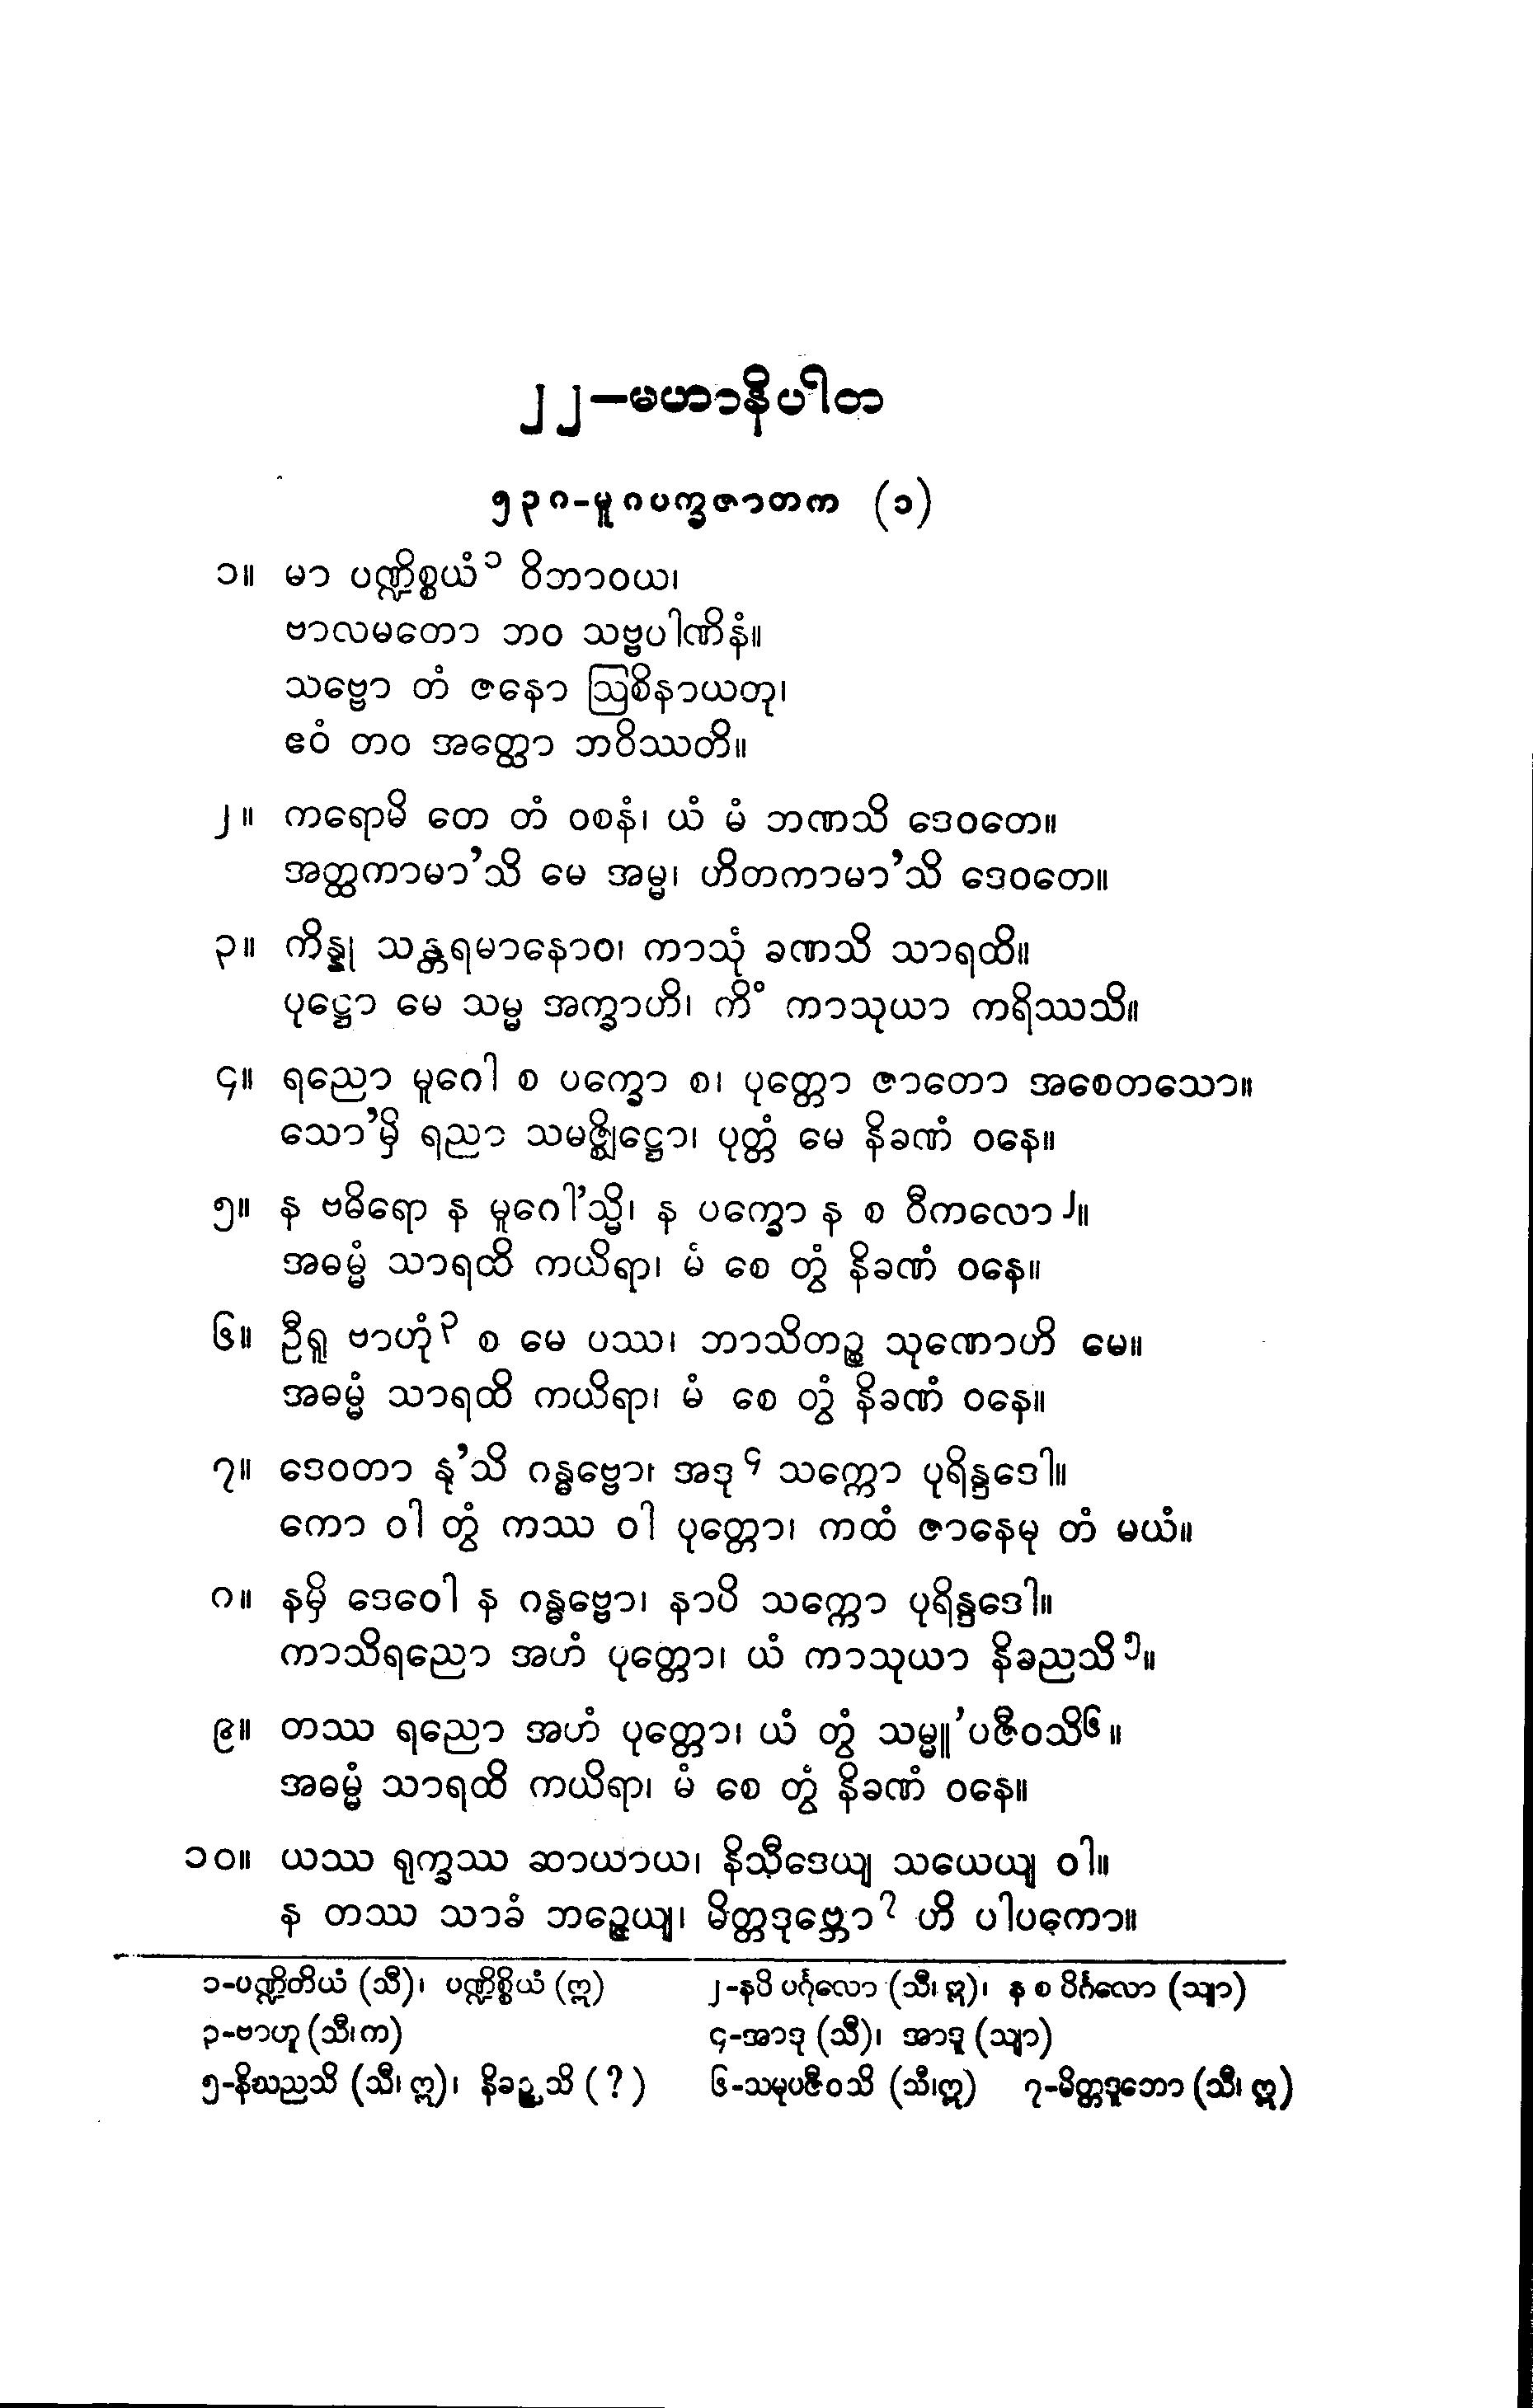 ၂၂−မဟာနိပါတ
၅၃၈-မူဂပက္ခဇာတက (၁)
၁။ မာ ပဏ္ဍိစ္စယံ၁ ဝိဘာဝယ၊
ဗာလမတော ဘဝ သဗ္ဗပါဏိနံ။
သဗ္ဗော တံ ဇနော ဩစိနာယတု၊
ဧဝံ တဝ အတ္ထော ဘဝိဿတိ။
၂။ ကရောမိ တေ တံ ဝစနံ၊ ယံ မံ ဘဏသိ ဒေဝတေ။
အတ္ထကာမာ’သိ မေ အမ္မ၊ ဟိတကာမာ’သိ ဒေဝတေ။
၃။ ကိန္နု သန္တရမာနောဝ၊ ကာသုံ ခဏသိ သာရထိ။
ပုဋ္ဌော မေ သမ္မ အက္ခာဟိ၊ ကိံ ကာသုယာ ကရိဿသိ။
၄။ ရညော မူဂေါ စ ပက္ခော စ၊ ပုတ္တော ဇာတော အစေတသော။
သော’မှိ ရညာ သမဇ္ဈိဋ္ဌော၊ ပုတ္တံ မေ နိခဏံ ဝနေ။
၅။ န ဗဓိရော န မူဂေါ’သ္မိ၊ န ပက္ခော န စ ဝီကလော၂။
အဓမ္မံ သာရထိ ကယိရာ၊ မံ စေ တွံ နိခဏံ ဝနေ။
၆။ ဦရူ ဗာဟုံ၃ စ မေ ပဿ၊ ဘာသိတဉ္စ သုဏောဟိ မေ။
အဓမ္မံ သာရထိ ကယိရာ၊ မံ စေ တွံ နိခဏံ ဝနေ။
၇။ ဒေဝတာ နု’သိ ဂန္ဓဗ္ဗော၊ အဒု၄ သက္ကော ပုရိန္ဒဒေါ။
ကော ဝါ တွံ ကဿ ဝါ ပုတ္တော၊ ကထံ ဇာနေမု တံ မယံ။
၈။ နမှိ ဒေဝေါ န ဂန္ဓဗ္ဗော၊ နာပိ သက္ကော ပုရိန္ဒဒေါ။
ကာသိရညော အဟံ ပုတ္တော၊ ယံ ကာသုယာ နိခညသိ၅။
၉။ တဿ ရညော အဟံ ပုတ္တော၊ ယံ တွံ သမ္မူ’ပဇီဝသိ၆။
အဓမ္မံ သာရထိ ကယိရာ၊ မံ စေ တွံ နိခဏံ ဝနေ။
၁၀။ ယဿ ရုက္ခဿ ဆာယာယ၊ နိသီဒေယျ သယေယျ ဝါ။
န တဿ သာခံ ဘဉ္ဇေယျ၊ မိတ္တဒုဗ္ဘော၇ ဟိ ပါပကော။
၁-ပဏ္ဍိတိယံ (သီ)၊ ပဏ္ဍိစ္စိယံ (ဣ) ၂-နပိ ပင်္ဂုလော (သီ၊ ဣ)၊ န စ ပိင်္ဂလော (သျာ)
၃-ဗာဟူ (သီ၊က) ၄-အာဒု (သီ)၊ အာဒူ (သျာ)
၅-နိဃညသိ (သီ၊ ဣ)၊ နိခဉ္ဉသိ (?) ၆-သမုပဇီဝသိ (သီ၊ဣ) ၇-မိတ္တဒူဘော (သီ၊ ဣ)